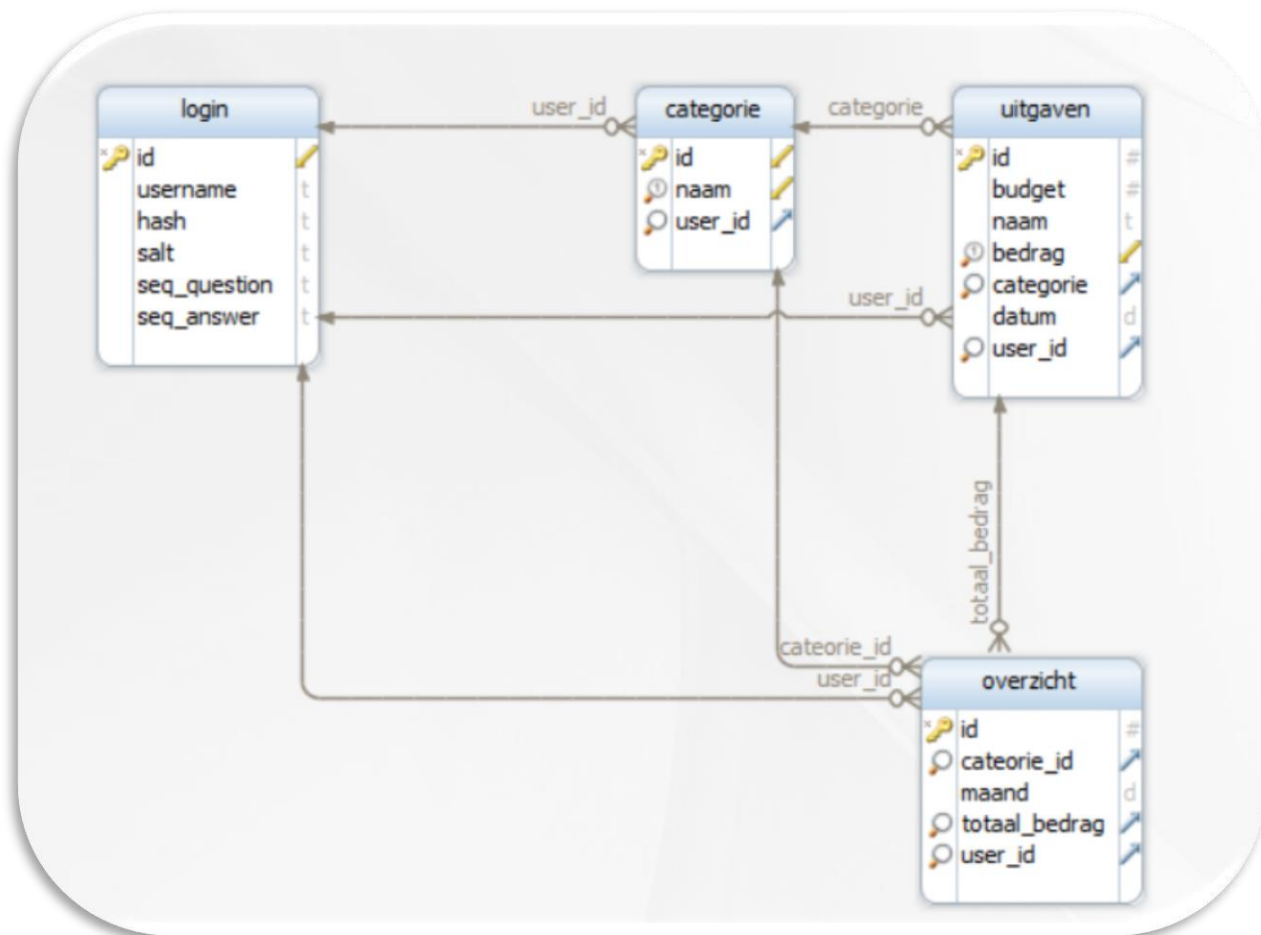 login
id
username
hash
salt
seq_question
seq_answer
user_id
categorie
id
naam
user_id
categorie
uitgaven
id
budget
naam
bedrag
categorie
datum
user_id
user_id
totaal_bedrag
cateorie_id
user_id
overzicht
id
cateorie_id
maand
totaal_bedrag
user_id
#
#
t
d
t
t
t
t
t
#
d